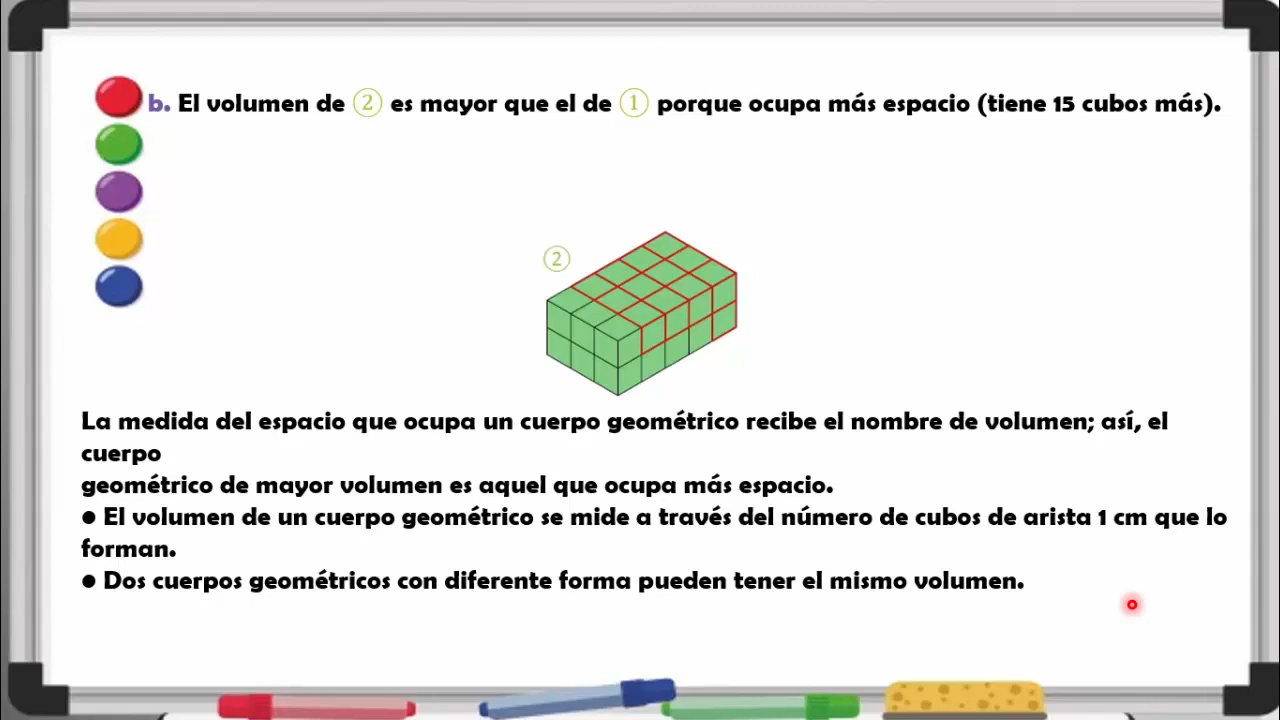 b. El volumen de ② es mayor que el de ① porque ocupa más espacio (tiene 15 cubos más).
②
La medida del espacio que ocupa un cuerpo geométrico recibe el nombre de volumen; así, el
cuerpo
geométrico de mayor volumen es aquel que ocupa más espacio.
● El volumen de un cuerpo geométrico se mide a través del número de cubos de arista 1 cm que lo
forman.
● Dos cuerpos geométricos con diferente forma pueden tener el mismo volumen.